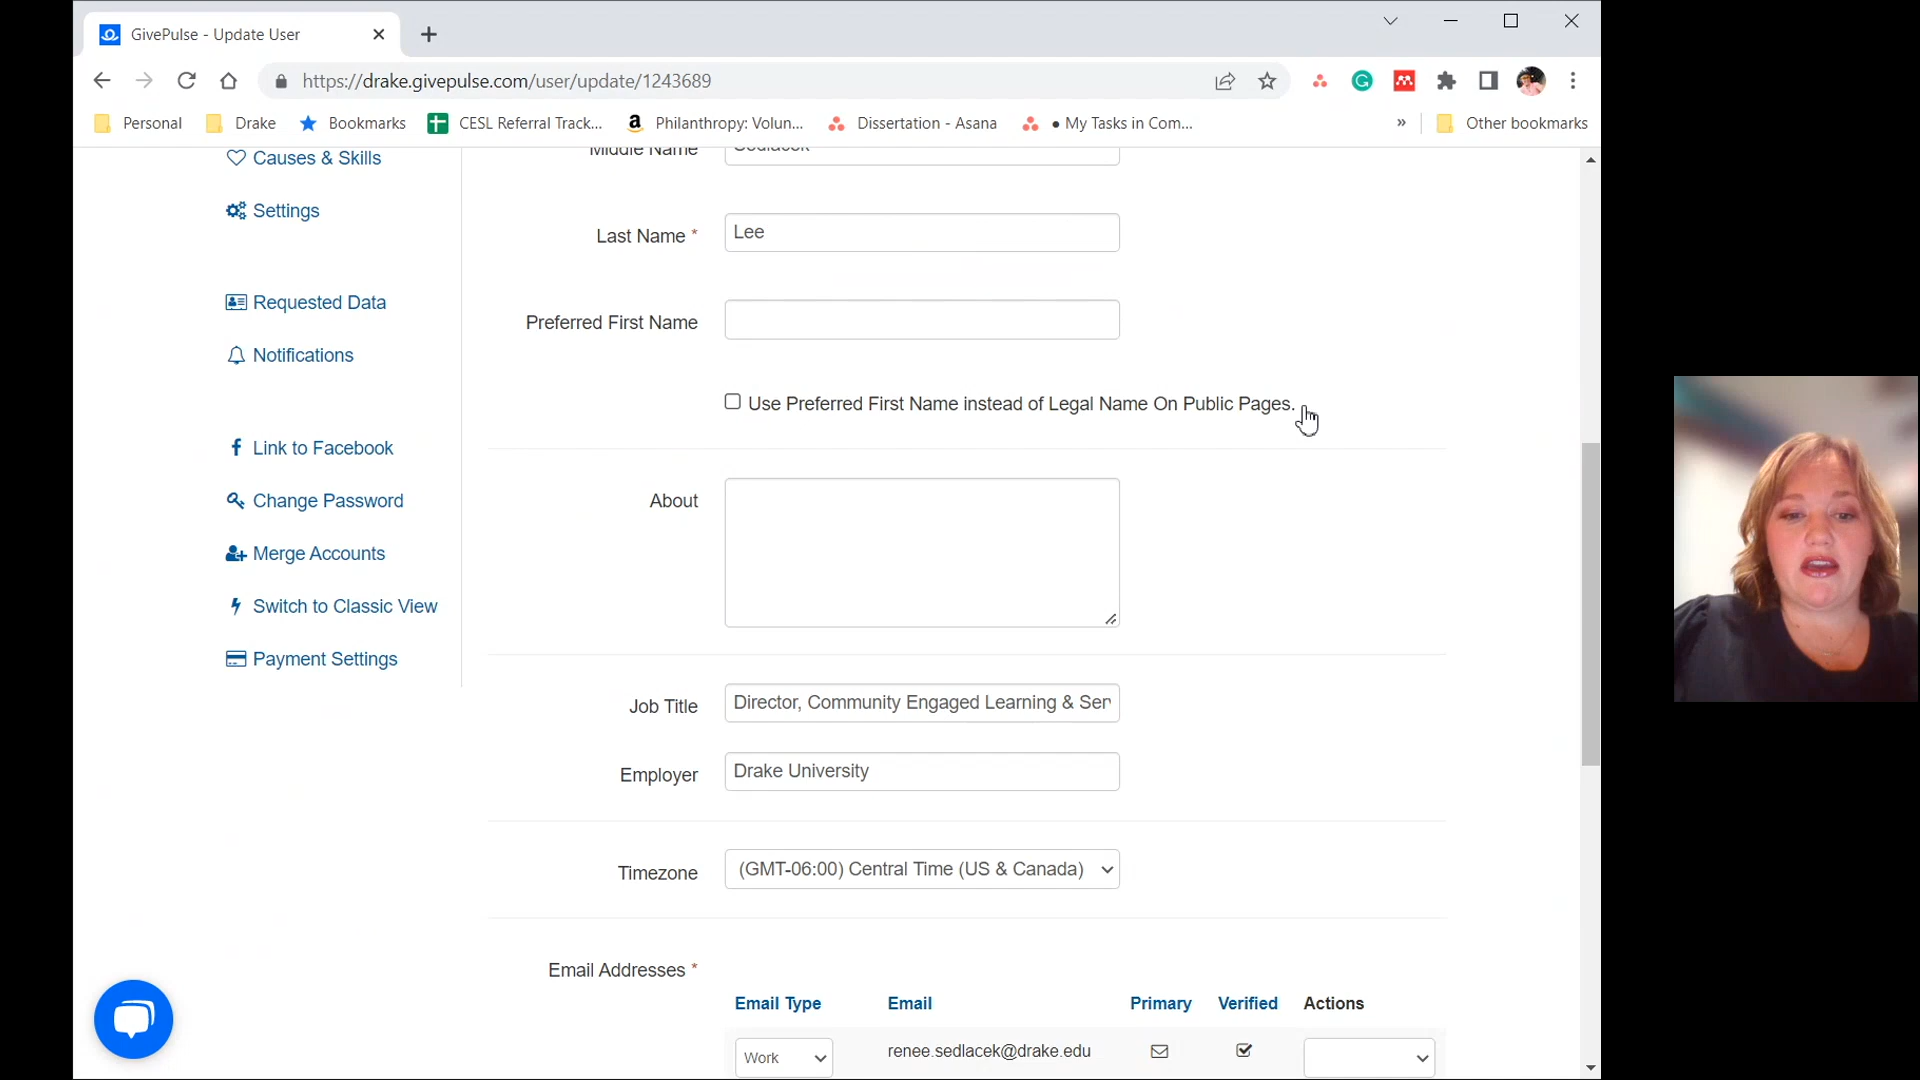 GivePulse - Update User
https://drake.givepulse.com/user/update/1243689
Personal
Drake
Bookmarks
CESL Referral Track...
Philanthropy: Volun...
Dissertation - Asana
• My Tasks in Com...
»
Other bookmarks
Causes & Skills
Settings
Requested Data
Notifications
Link to Facebook
Change Password
Merge Accounts
Switch to Classic View
Payment Settings
Middle Name Sedlacek
Last Name * Lee
Preferred First Name
Use Preferred First Name instead of Legal Name On Public Pages.
About
Job Title Director, Community Engaged Learning & Ser
Employer Drake University
Timezone (GMT-06:00) Central Time (US & Canada)
Email Addresses *
Email Type Email Primary Verified Actions
Work renee.sedlacek@drake.edu